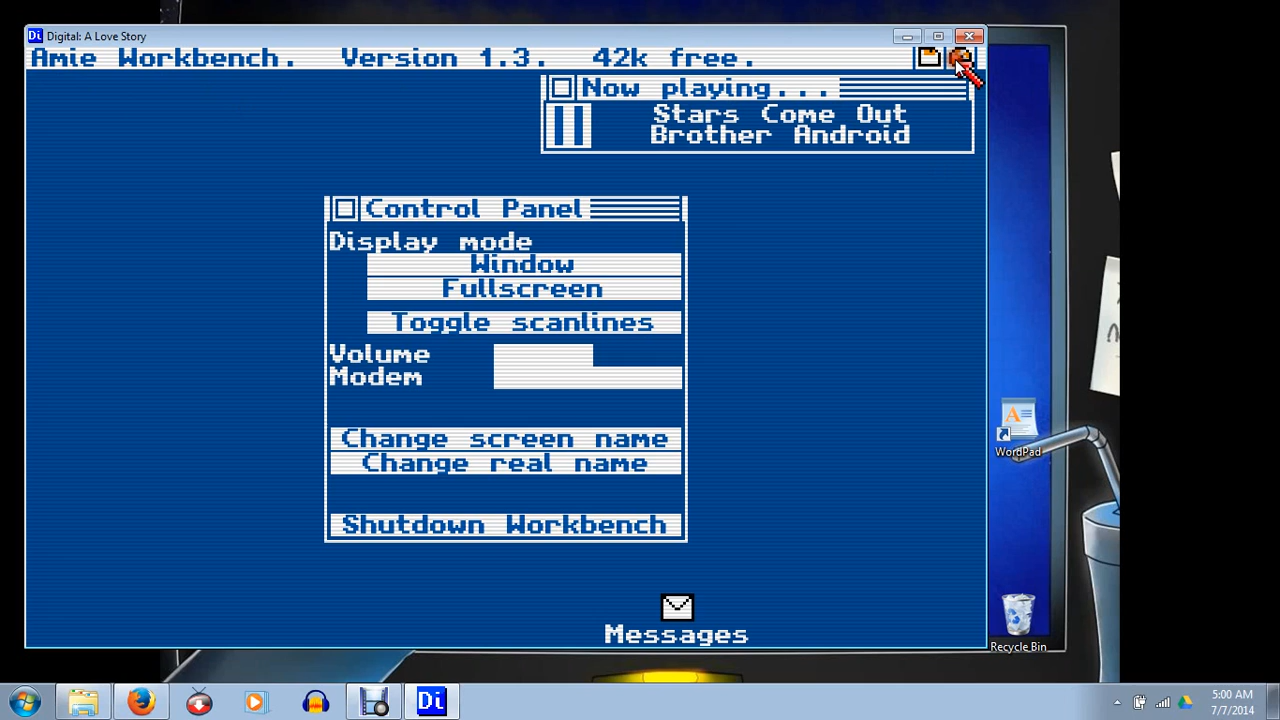 Di Digital: A Love Story
Amie Workbench. Version 1.3. 42k free.
Now playing...
Stars Come Out
Brother Android
Control Panel
Display mode
Window
Fullscreen
Toggle scanlines
Volume
Modem
Change screen name
Change real name
Shutdown Workbench
Messages
A
WordPad
Recycle Bin
Di
5:00 AM
7/7/2014